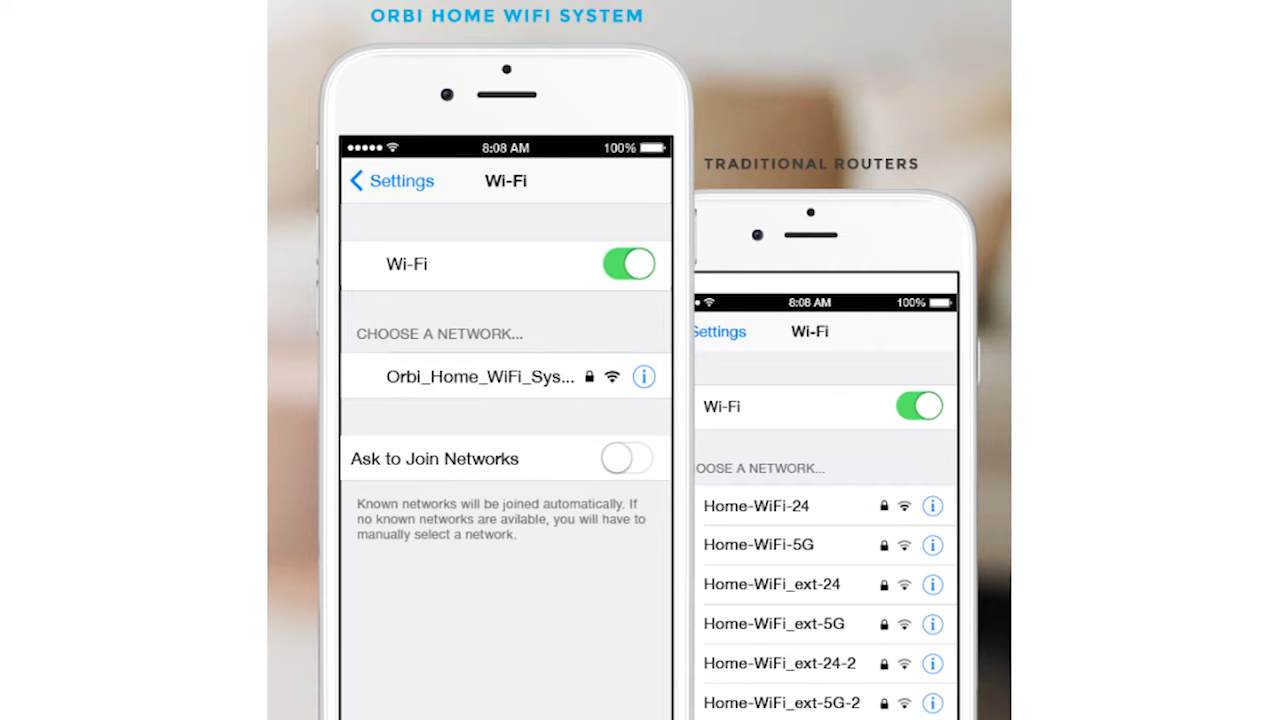 ORBI HOME WIFI SYSTEM
8:08 AM 100%
Settings Wi-Fi
Wi-Fi
CHOOSE A NETWORK...
Orbi_Home_WiFi_Sys...
Ask to Join Networks
Known networks will be joined automatically. If
no known networks are avilable, you will have to
manually select a network.
TRADITIONAL ROUTERS
8:08 AM 100%
Settings Wi-Fi
Wi-Fi
OOSE A NETWORK...
Home-WiFi-24
Home-WiFi-5G
Home-WiFi_ext-24
Home-WiFi_ext-5G
Home-WiFi_ext-24-2
Home-WiFi_ext-5G-2